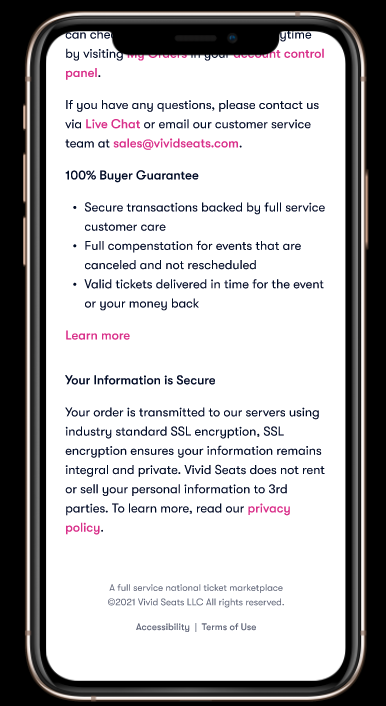 can che
ytime
by visiting My Orders in your account control
panel.
If you have any questions, please contact us
via Live Chat or email our customer service
team at sales@vividseats.com.
100% Buyer Guarantee
• Secure transactions backed by full service
customer care
• Full compenstation for events that are
canceled and not rescheduled
• Valid tickets delivered in time for the event
or your money back
Learn more
Your Information is Secure
Your order is transmitted to our servers using
industry standard SSL encryption, SSL
encryption ensures your information remains
integral and private. Vivid Seats does not rent
or sell your personal information to 3rd
parties. To learn more, read our privacy
policy.
A full service national ticket marketplace
©2021 Vivid Seats LLC All rights reserved.
Accessibility | Terms of Use